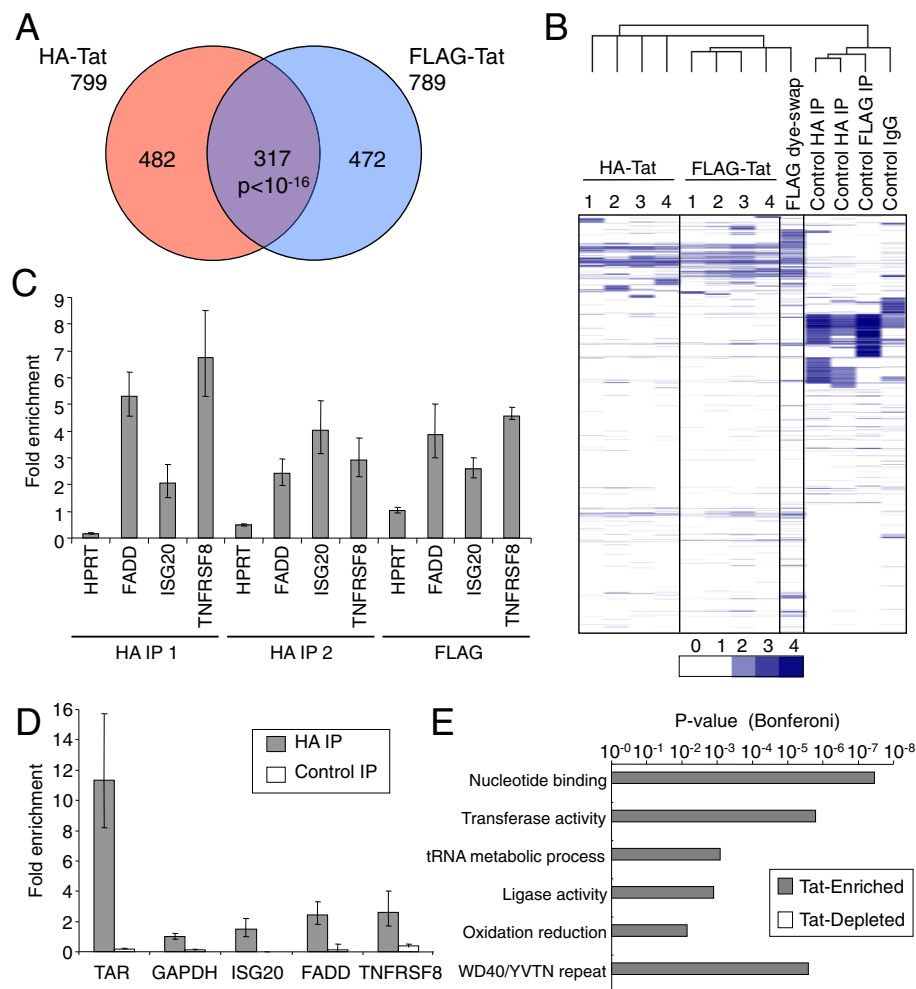 A
HA-Tat
799
FLAG-Tat
789
482
317
p<10-16
472
B
HA-Tat
FLAG-Tat
1 2 3 4
1 2 3 4
FLAG dye-swap
Control HA IP
Control HA IP
Control FLAG IP
Control IgG
0 1 2 3 4
C
Fold enrichment
9
8
7
6
5
4
3
2
1
0
HPRT
FADD
ISG20
TNFRSF8
HPRT
FADD
ISG20
TNFRSF8
HPRT
FADD
ISG20
TNFRSF8
HA IP 1
HA IP 2
FLAG
D
Fold enrichment
16
14
12
10
8
6
4
2
0
HA IP
Control IP
TAR GAPDH ISG20 FADD TNFRSF8
E
P-value (Bonferoni)
1-0 10-1 10-2 10-3 10-4 10-5 10-6 10-7 10-8
Nucleotide binding
Transferase activity
tRNA metabolic process
Ligase activity
Oxidation reduction
WD40/YVTN repeat
Tat-Enriched
Tat-Depleted